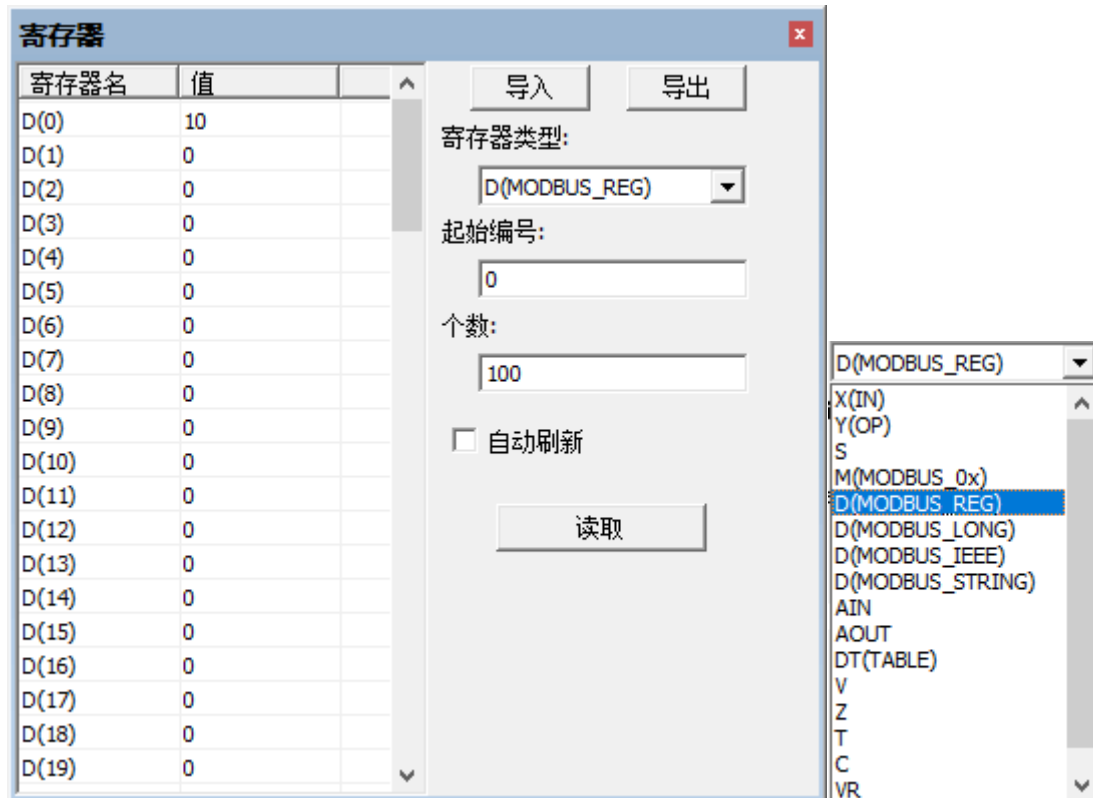 寄存器
寄存器名 值
D(0) 10
D(1) 0
D(2) 0
D(3) 0
D(4) 0
D(5) 0
D(6) 0
D(7) 0
D(8) 0
D(9) 0
D(10) 0
D(11) 0
D(12) 0
D(13) 0
D(14) 0
D(15) 0
D(16) 0
D(17) 0
D(18) 0
D(19) 0
导入 导出
寄存器类型:
D(MODBUS_REG)
起始编号:
0
个数:
100
自动刷新
读取
D(MODBUS_REG)
X(IN)
Y(OP)
S
M(MODBUS_0x)
D(MODBUS_REG)
D(MODBUS_LONG)
D(MODBUS_IEEE)
D(MODBUS_STRING)
AIN
AOUT
DT(TABLE)
V
Z
T
C
VR